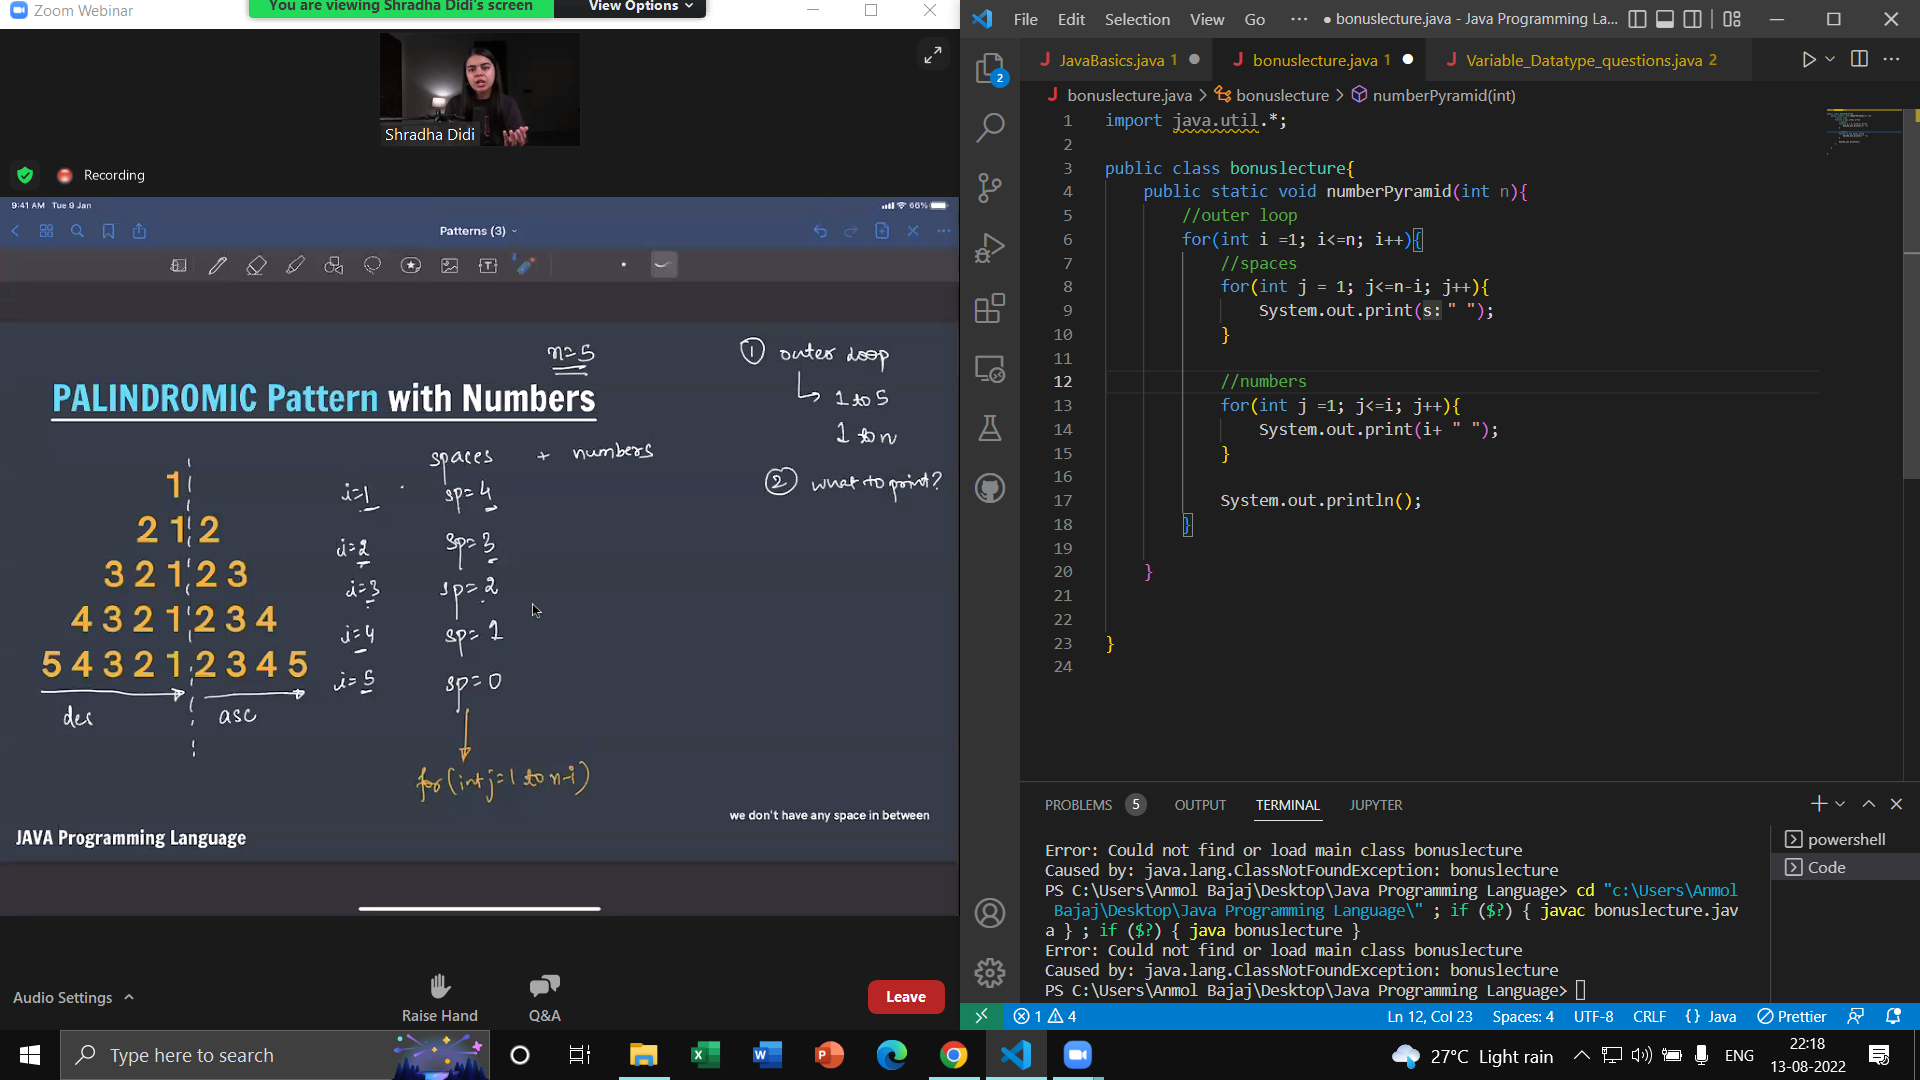 Zoom Webinar
You are viewing Shradha Didi's screen
View Options
Shradha Didi
Recording
9:41 AM Tue 9 Jan
66%
Patterns (3)
n=5
PALINDROMIC Pattern with Numbers
① outer loop
1 to 5
1 to n
② what to print?
spaces + numbers
1
2 1 2
3 2 1 2 3
4 3 2 1 2 3 4
5 4 3 2 1 2 3 4 5
des
asc
i=1 sp=4
i=2 sp=3
i=3 sp=2
i=4 sp=1
i=5 sp=0
for(int j=1 to n-i)
we don't have any space in between
JAVA Programming Language
Audio Settings
Raise Hand
Q&A
Leave
File Edit Selection View Go ··· ● bonuslecture.java - Java Programming La...
2
JavaBasics.java 1
bonuslecture.java 1
Variable_Datatype_questions.java 2
bonuslecture.java > bonuslecture > numberPyramid(int)
1 import java.util.*;
2
3 public class bonuslecture{
4 public static void numberPyramid(int n){
5 //outer loop
6 for(int i =1; i<=n; i++){
7 //spaces
8 for(int j = 1; j<=n-i; j++){
9 System.out.print(s:" ");
10 }
11
12 //numbers
13 for(int j =1; j<=i; j++){
14 System.out.print(i+ " ");
15 }
16
17 System.out.println();
18 }
19
20 }
21
22
23 }
24
PROBLEMS 5 OUTPUT TERMINAL JUPYTER
Error: Could not find or load main class bonuslecture
Caused by: java.lang.ClassNotFoundException: bonuslecture
PS C:\Users\Anmol Bajaj\Desktop\Java Programming Language> cd "c:\Users\Anmol
Bajaj\Desktop\Java Programming Language\" ; if ($?) { javac bonuslecture.jav
a } ; if ($?) { java bonuslecture }
Error: Could not find or load main class bonuslecture
Caused by: java.lang.ClassNotFoundException: bonuslecture
PS C:\Users\Anmol Bajaj\Desktop\Java Programming Language>
powershell
Code
1 4
Ln 12, Col 23 Spaces: 4 UTF-8 CRLF {} Java Prettier
Type here to search
27°C Light rain
ENG
22:18
13-08-2022